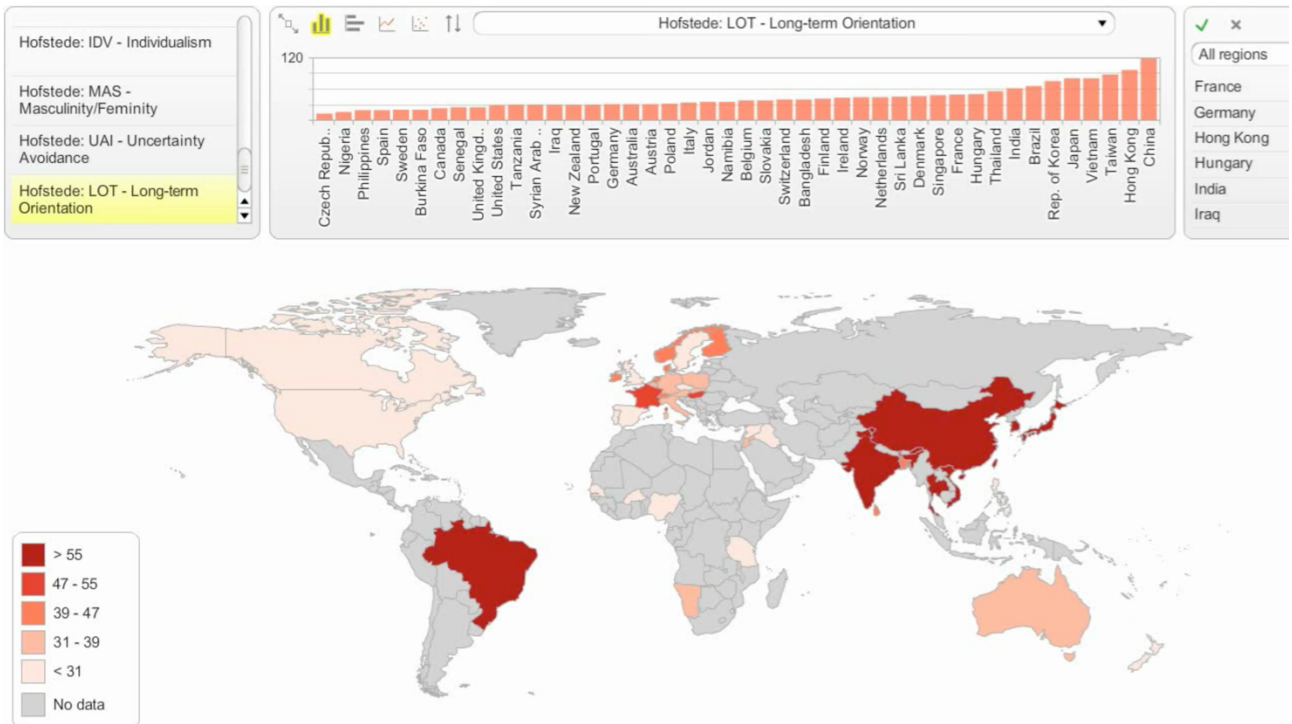 Hofstede: IDV - Individualism
Hofstede: MAS -
Masculinity/Feminity
Hofstede: UAI - Uncertainty
Avoidance
Hofstede: LOT - Long-term
Orientation
Hofstede: LOT - Long-term Orientation
120
Czech Repub..
Nigeria
Philippines
Spain
Sweden
Burkina Faso
Canada
Senegal
United Kingd..
United States
Tanzania
Syrian Arab ..
Iraq
New Zealand
Portugal
Germany
Australia
Austria
Poland
Italy
Jordan
Namibia
Belgium
Slovakia
Switzerland
Bangladesh
Finland
Ireland
Norway
Netherlands
Sri Lanka
Denmark
Singapore
France
Hungary
Thailand
India
Brazil
Rep. of Korea
Japan
Vietnam
Taiwan
Hong Kong
China
All regions
France
Germany
Hong Kong
Hungary
India
Iraq
> 55
47 - 55
39 - 47
31 - 39
< 31
No data